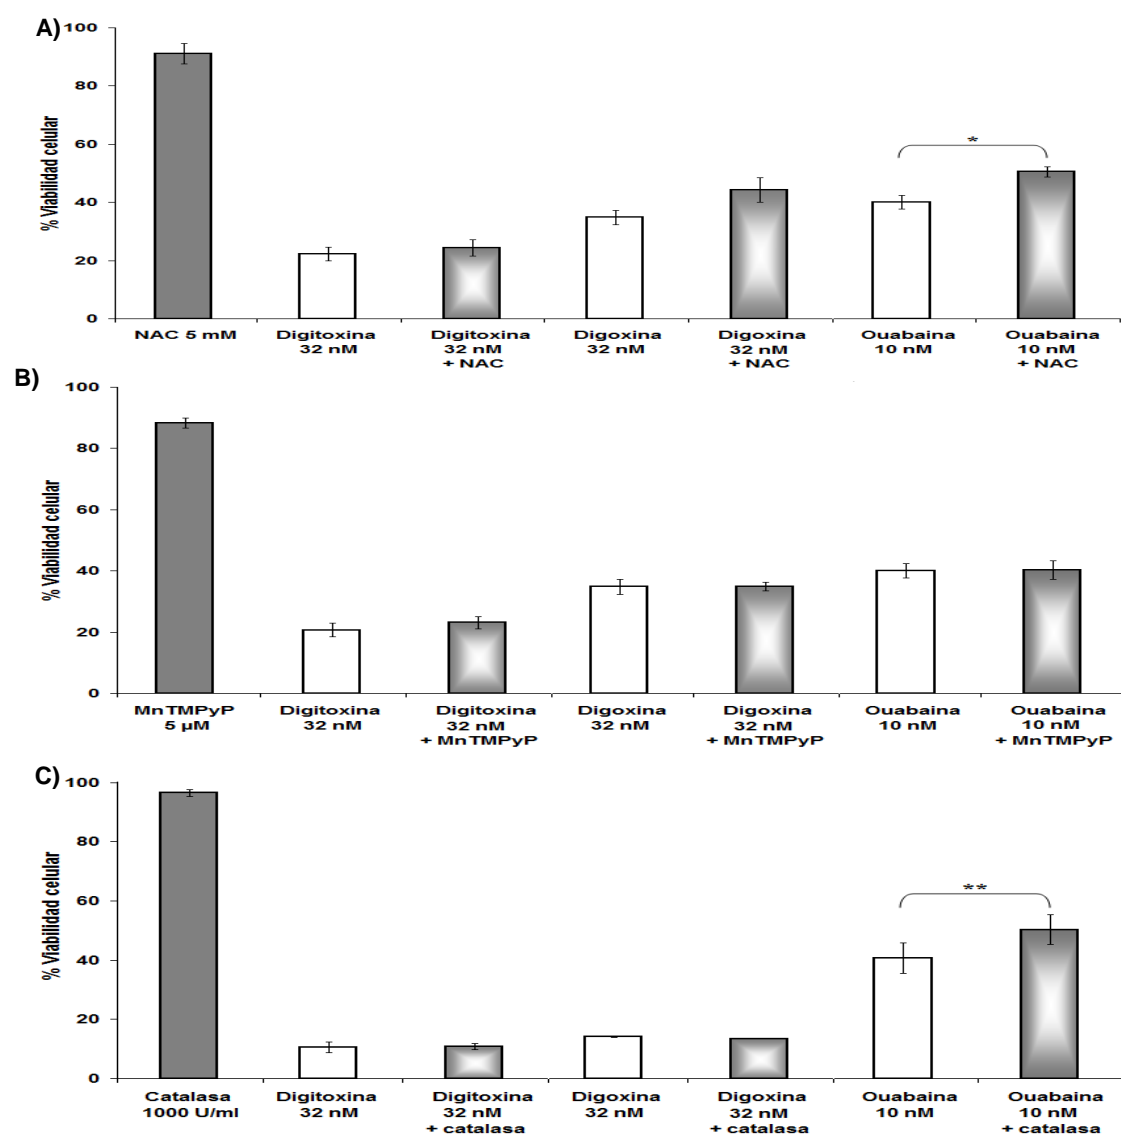 A)
100
80
60
40
20
0
% Viabilidad celular
*
NAC 5 mM
Digitoxina
32 nM
Digitoxina
32 nM
+ NAC
Digoxina
32 nM
Digoxina
32 nM
+ NAC
Ouabaina
10 nM
Ouabaina
10 nM
+ NAC
B)
100
80
60
40
20
0
% Viabilidad celular
MnTMPyP
5 µM
Digitoxina
32 nM
Digitoxina
32 nM
+ MnTMPyP
Digoxina
32 nM
Digoxina
32 nM
+ MnTMPyP
Ouabaina
10 nM
Ouabaina
10 nM
+ MnTMPyP
C)
100
80
60
40
20
0
% Viabilidad celular
**
Catalasa
1000 U/ml
Digitoxina
32 nM
Digitoxina
32 nM
+ catalasa
Digoxina
32 nM
Digoxina
32 nM
+ catalasa
Ouabaina
10 nM
Ouabaina
10 nM
+ catalasa